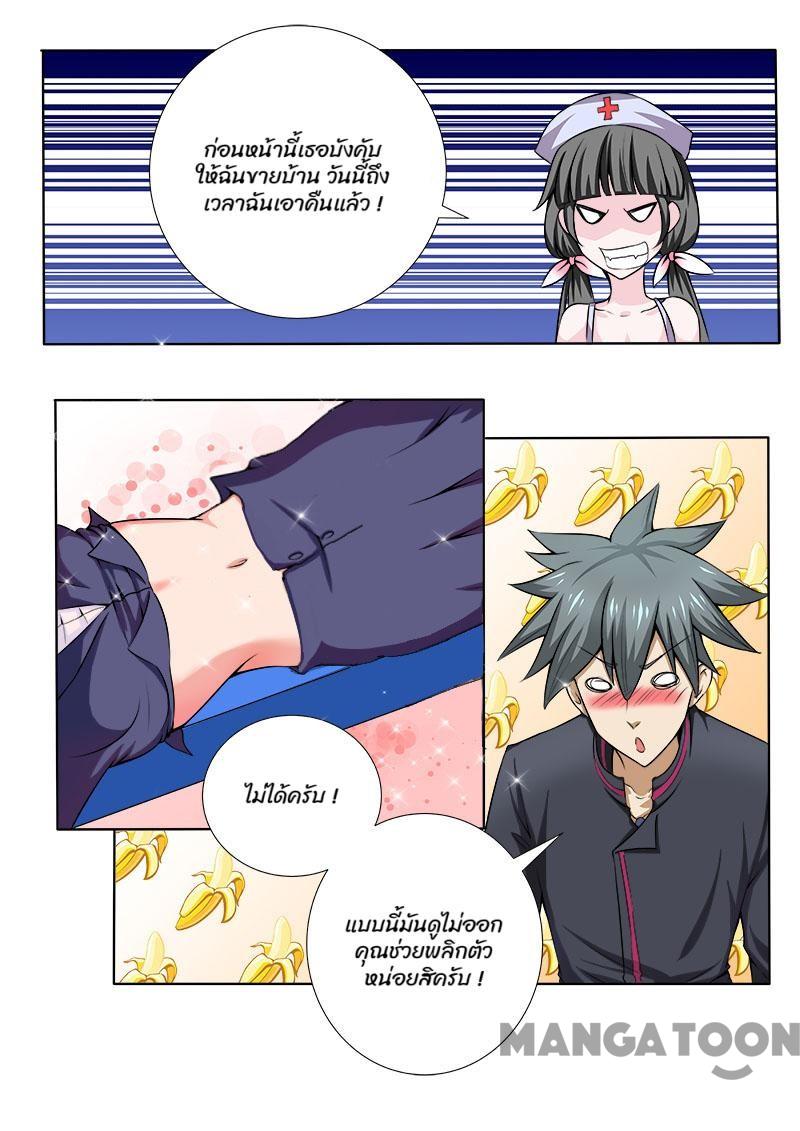 ก่อนหน้านี้เธอบังคับ
ให้ฉันขายบ้าน วันนี้ถึง
เวลาฉันเอาคืนแล้ว !
ไม่ได้ครับ !
แบบนี้มันดูไม่ออก
คุณช่วยพลิกตัว
หน่อยสิครับ !
MANGATOON